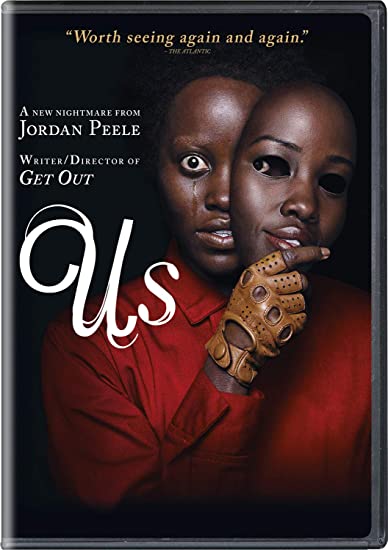 “Worth seeing again and again.”
- THE ATLANTIC
A NEW NIGHTMARE FROM
JORDAN PEELE
WRITER/DIRECTOR OF
GET OUT
Us